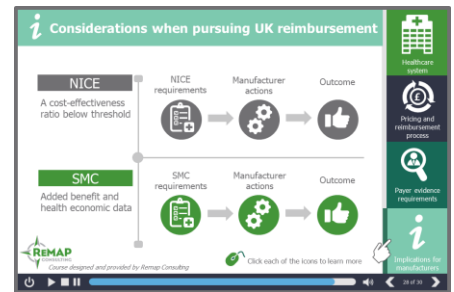 i Considerations when pursuing UK reimbursement
NICE
A cost-effectiveness
ratio below threshold
NICE
requirements
Manufacturer
actions
Outcome
SMC
Added benefit and
health economic data
SMC
requirements
Manufacturer
actions
Outcome
REMAP
CONSULTING
Course designed and provided by Remap Consulting
Click each of the icons to learn more
Healthcare
system
£
Pricing and
reimbursement
process
Payer evidence
requirements
i
Implications for
manufacturers